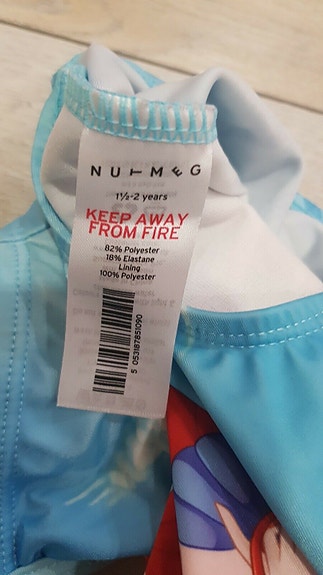 NUTMEG
1½-2 years
KEEP AWAY
FROM FIRE
82% Polyester
18% Elastane
Lining
100% Polyester
5 053187851090